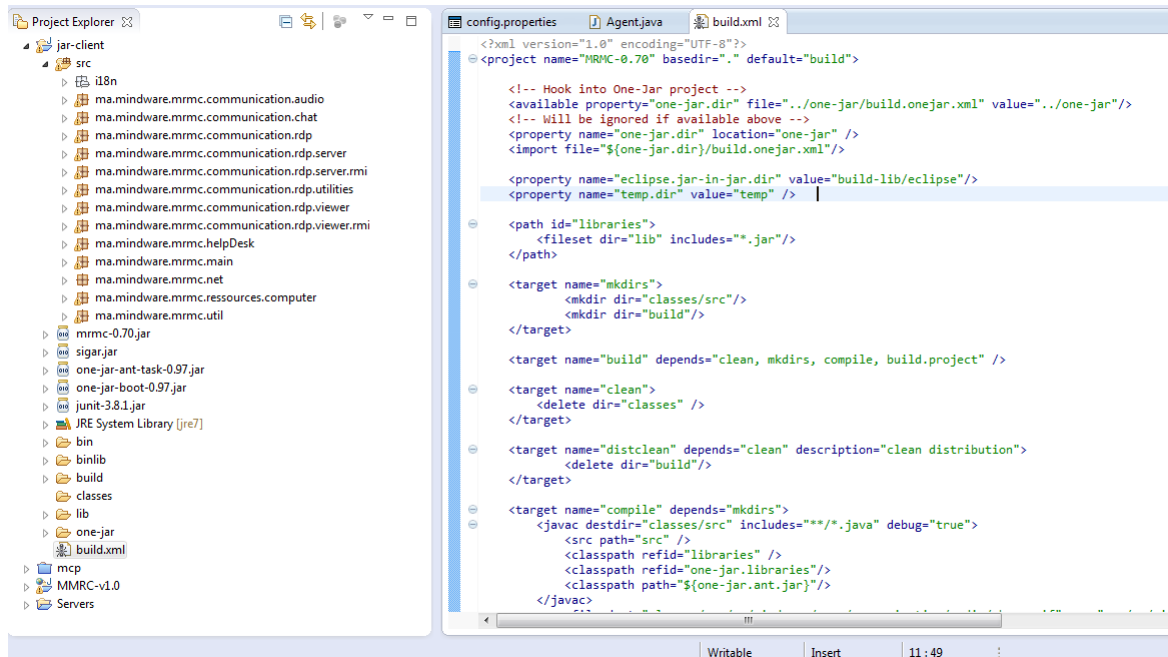 Project Explorer
jar-client
src
i18n
ma.mindware.mrmc.communication.audio
ma.mindware.mrmc.communication.chat
ma.mindware.mrmc.communication.rdp
ma.mindware.mrmc.communication.rdp.server
ma.mindware.mrmc.communication.rdp.server.rmi
ma.mindware.mrmc.communication.rdp.utilities
ma.mindware.mrmc.communication.rdp.viewer
ma.mindware.mrmc.communication.rdp.viewer.rmi
ma.mindware.mrmc.helpDesk
ma.mindware.mrmc.main
ma.mindware.mrmc.net
ma.mindware.mrmc.ressources.computer
ma.mindware.mrmc.util
mrmc-0.70.jar
sigar.jar
one-jar-ant-task-0.97.jar
one-jar-boot-0.97.jar
junit-3.8.1.jar
JRE System Library [jre7]
bin
binlib
build
classes
lib
one-jar
build.xml
mcp
MMRC-v1.0
Servers
config.properties Agent.java build.xml
<?xml version="1.0" encoding="UTF-8"?>
<project name="MRMC-0.70" basedir="." default="build">
<!-- Hook into One-Jar project -->
<available property="one-jar.dir" file="../one-jar/build.onejar.xml" value="../one-jar"/>
<!-- Will be ignored if available above -->
<property name="one-jar.dir" location="one-jar" />
<import file="${one-jar.dir}/build.onejar.xml"/>
<property name="eclipse.jar-in-jar.dir" value="build-lib/eclipse"/>
<property name="temp.dir" value="temp" />
<path id="libraries">
<fileset dir="lib" includes="*.jar"/>
</path>
<target name="mkdirs">
<mkdir dir="classes/src"/>
<mkdir dir="build"/>
</target>
<target name="build" depends="clean, mkdirs, compile, build.project" />
<target name="clean">
<delete dir="classes" />
</target>
<target name="distclean" depends="clean" description="clean distribution">
<delete dir="build"/>
</target>
<target name="compile" depends="mkdirs">
<javac destdir="classes/src" includes="**/*.java" debug="true">
<src path="src" />
<classpath refid="libraries" />
<classpath refid="one-jar.libraries"/>
<classpath path="${one-jar.ant.jar}"/>
</javac>
Writable Insert 11 : 49